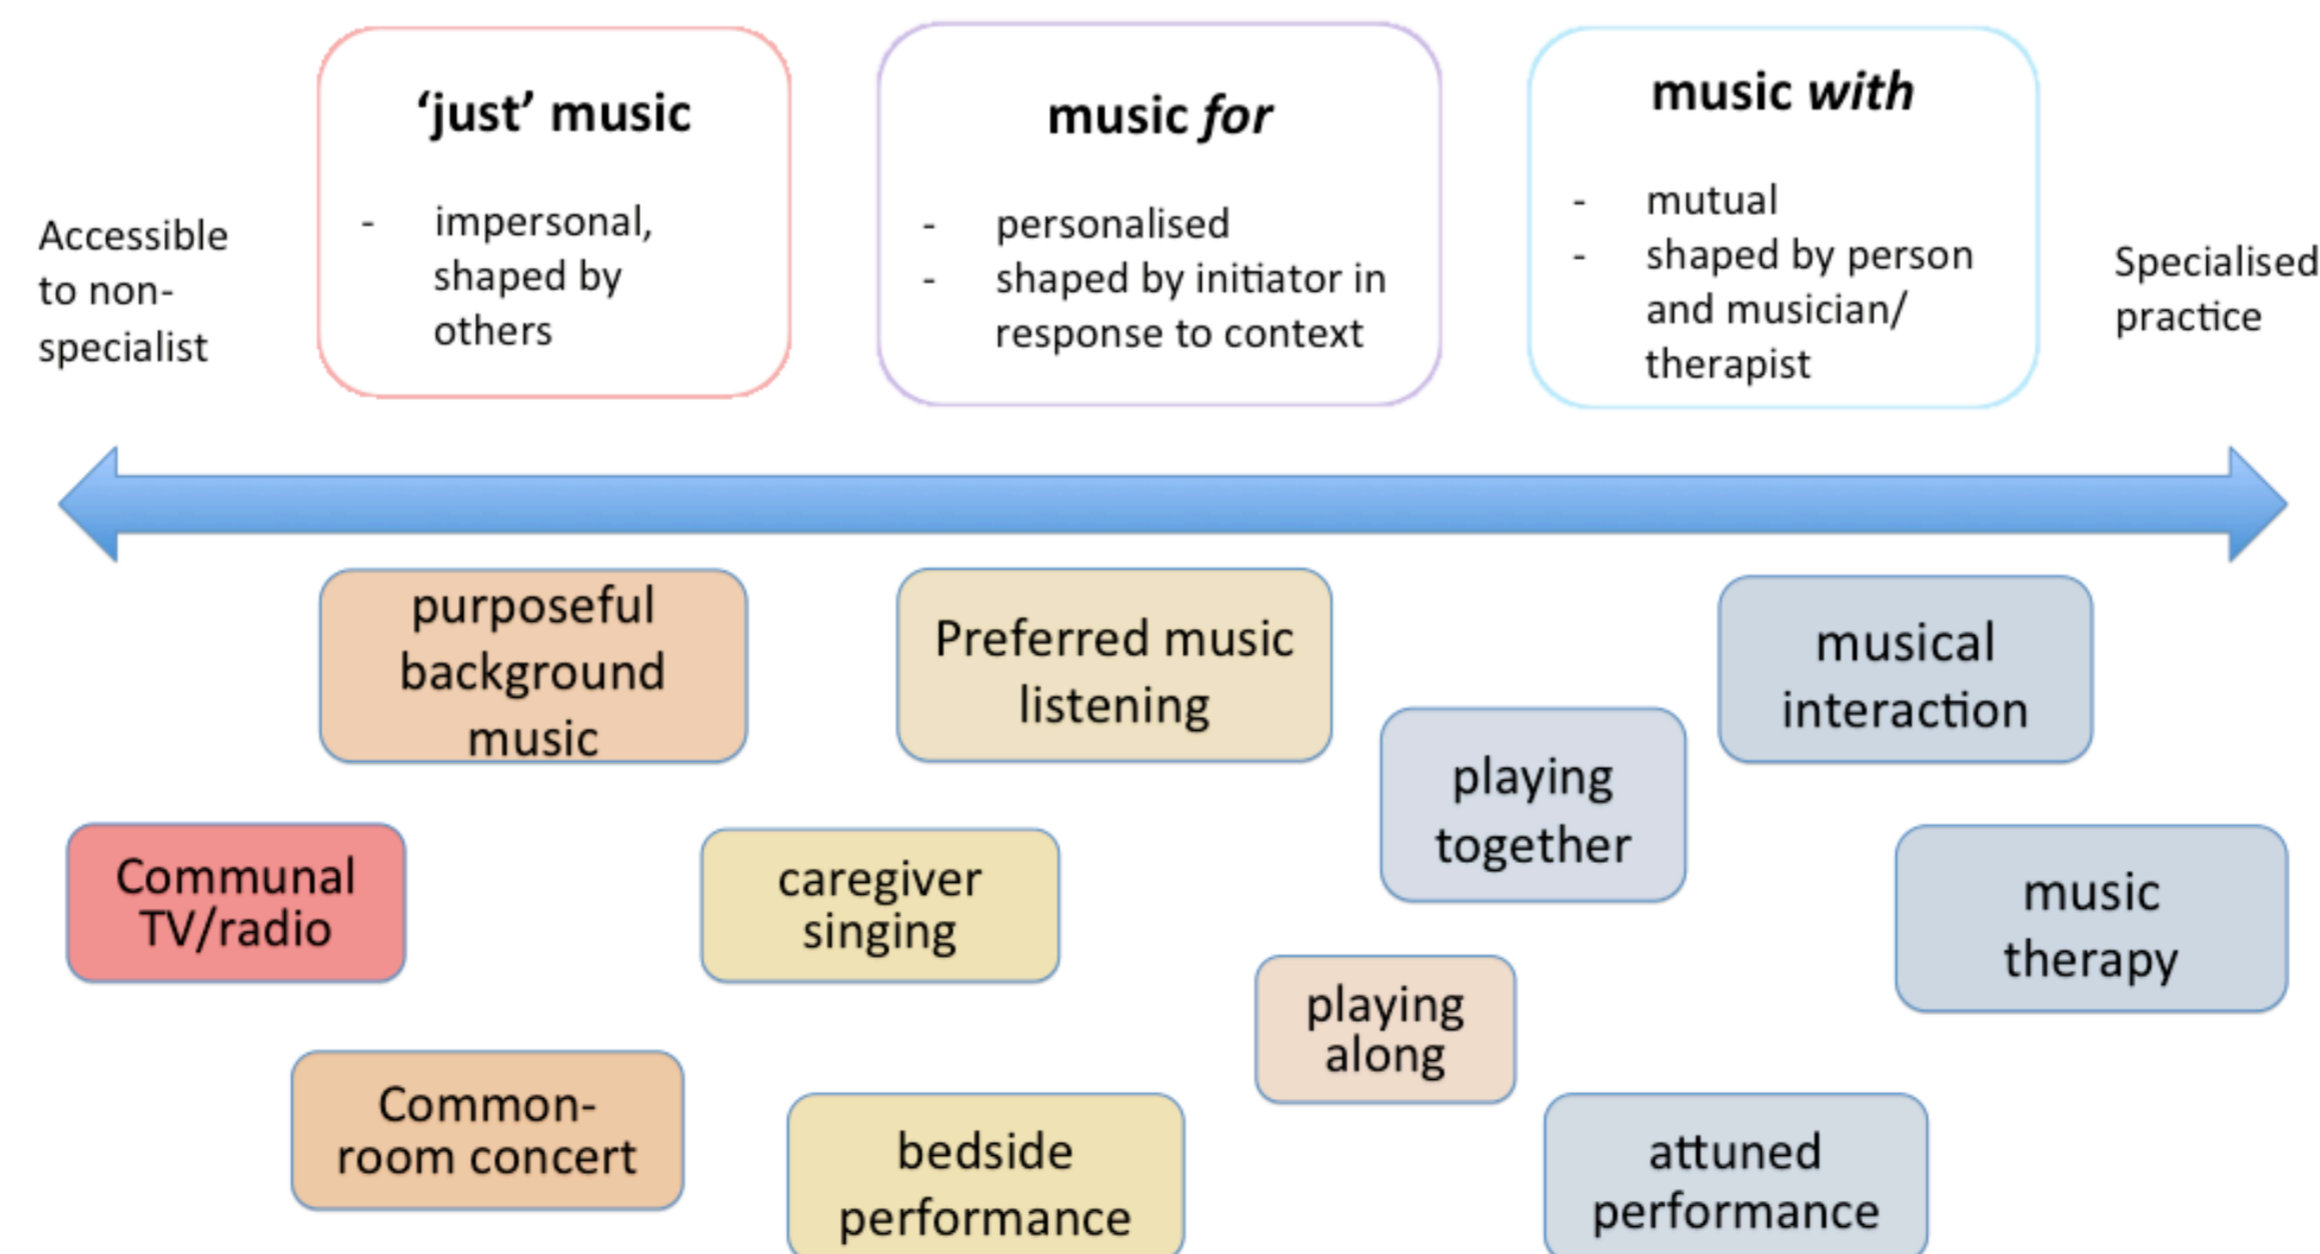 Accessible
to non-
specialist
‘just’ music
- impersonal,
shaped by
others
music for
- personalised
- shaped by initiator in
response to context
music with
- mutual
- shaped by person
and musician/
therapist
Specialised
practice
purposeful
background
music
Preferred music
listening
musical
interaction
playing
together
Communal
TV/radio
caregiver
singing
music
therapy
playing
along
Common-
room concert
bedside
performance
attuned
performance